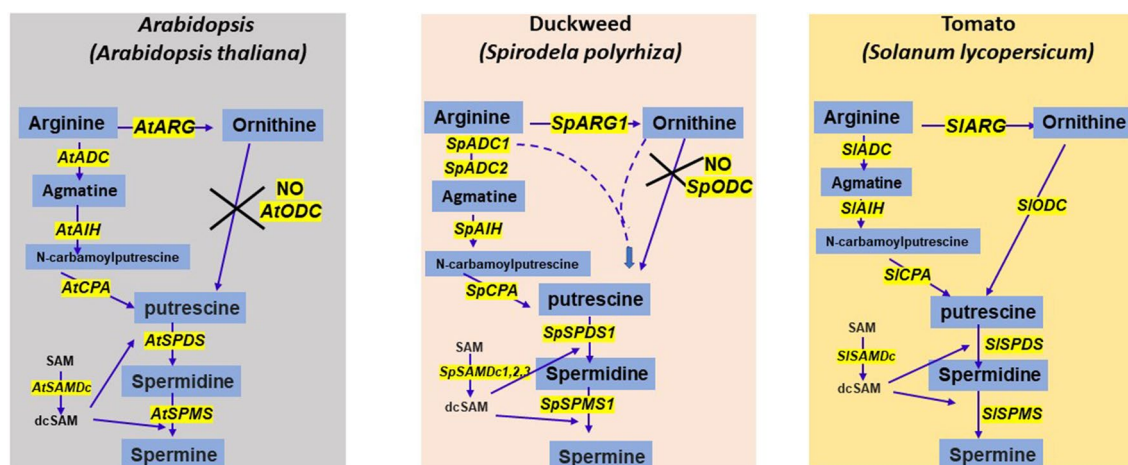 Arabidopsis
(Arabidopsis thaliana)
Arginine
AtARG
Ornithine
AtADC
Agmatine
NO
AtODC
AtAIH
N-carbamoylputrescine
AtCPA
putrescine
AtSPDS
SAM
AtSAMDc
Spermidine
dcSAM
AtSPMS
Spermine
Duckweed
(Spirodela polyrhiza)
Arginine
SpARG1
Ornithine
SpADC1
SpADC2
NO
SpODC
Agmatine
SpAIH
N-carbamoylputrescine
SpCPA
putrescine
SpSPDS1
SAM
SpSAMDc1,2,3
Spermidine
dcSAM
SpSPMS1
Spermine
Tomato
(Solanum lycopersicum)
Arginine
SlARG
Ornithine
SlADC
Agmatine
SlAIH
SlODC
N-carbamoylputrescine
SlCPA
putrescine
SAM
SlSPDS
SlSAMDc
dcSAM
Spermidine
SlSPMS
Spermine